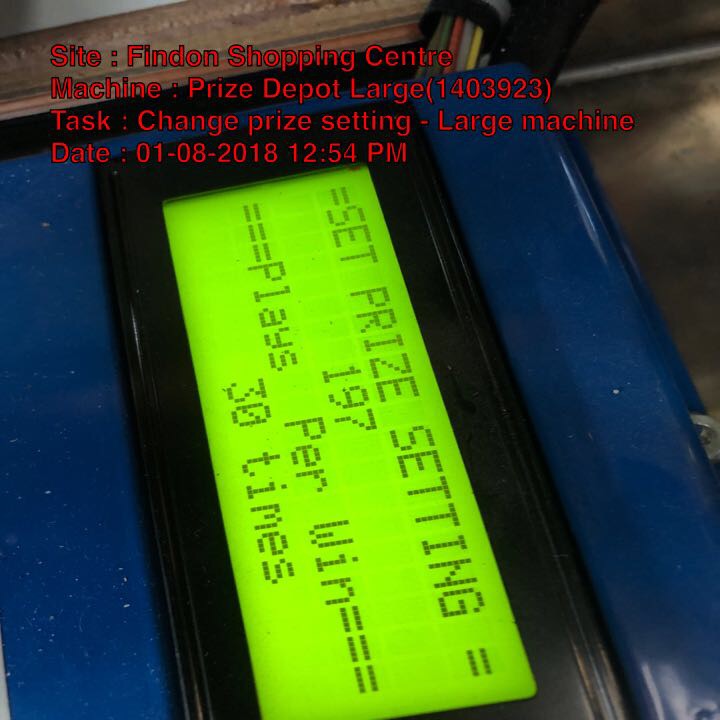 Site : Findon Shopping Centre
Machine : Prize Depot Large(1403923)
Task : Change prize setting - Large machine
Date : 01-08-2018 12:54 PM
=SET PRIZE SETTING =
197
===Plays Per win===
30 times